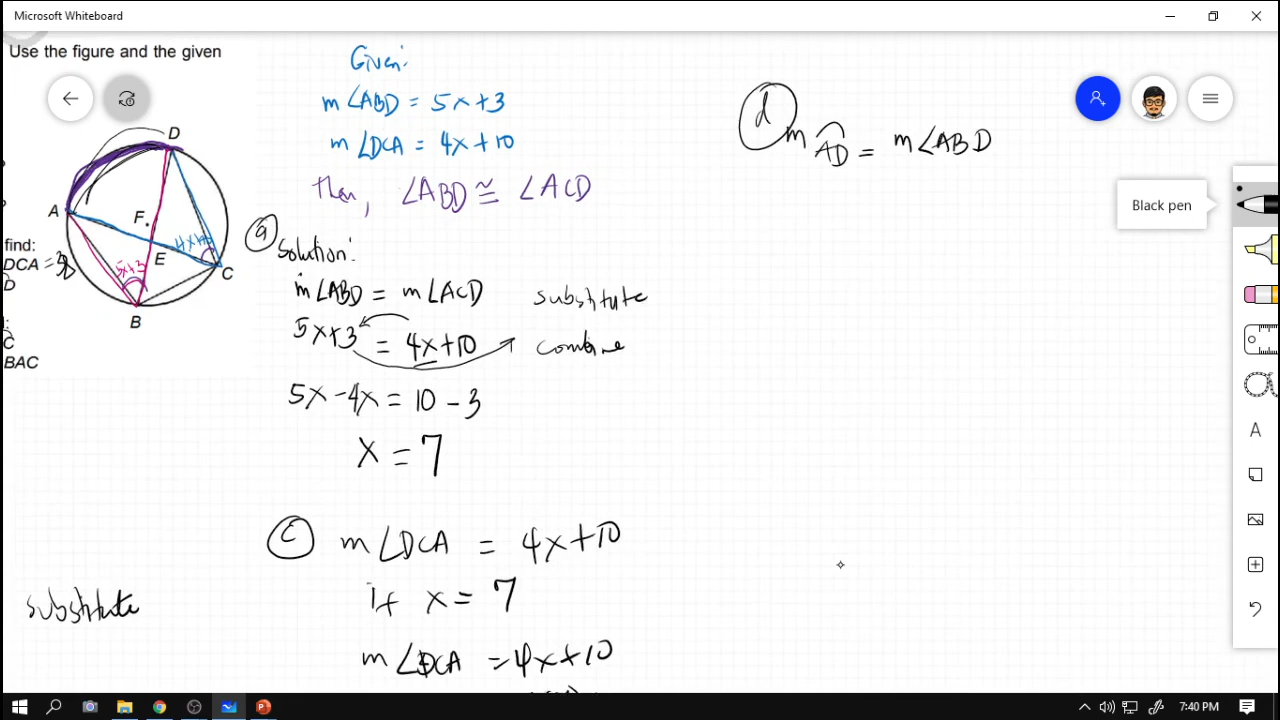 Microsoft Whiteboard
Use the figure and the given
Given:
m∠ABD = 5x+3
m∠DCA = 4x+10
then, ∠ABD ≅ ∠ACD
D
A
F
E
C
B
5x+3
find:
DCA =
D
C
BAC
a
Solution:
m∠ABD = m∠ACD substitute
5x+3 = 4x+10 combine
5x-4x = 10-3
x = 7
c m∠DCA = 4x+10
if x = 7
substitute
m∠DCA = 4x+10
d m AD = m∠ABD
Black pen
A
7:40 PM